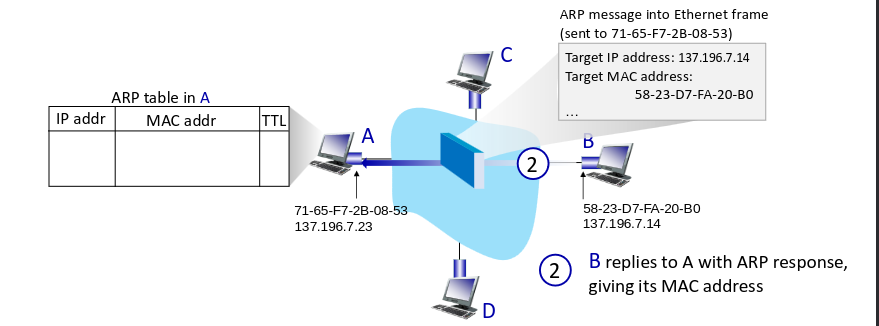 ARP message into Ethernet frame
(sent to 71-65-F7-2B-08-53)
Target IP address: 137.196.7.14
Target MAC address:
58-23-D7-FA-20-B0
…
C
ARP table in A
IP addr MAC addr TTL
A
B
2
71-65-F7-2B-08-53
137.196.7.23
58-23-D7-FA-20-B0
137.196.7.14
2 B replies to A with ARP response,
giving its MAC address
D